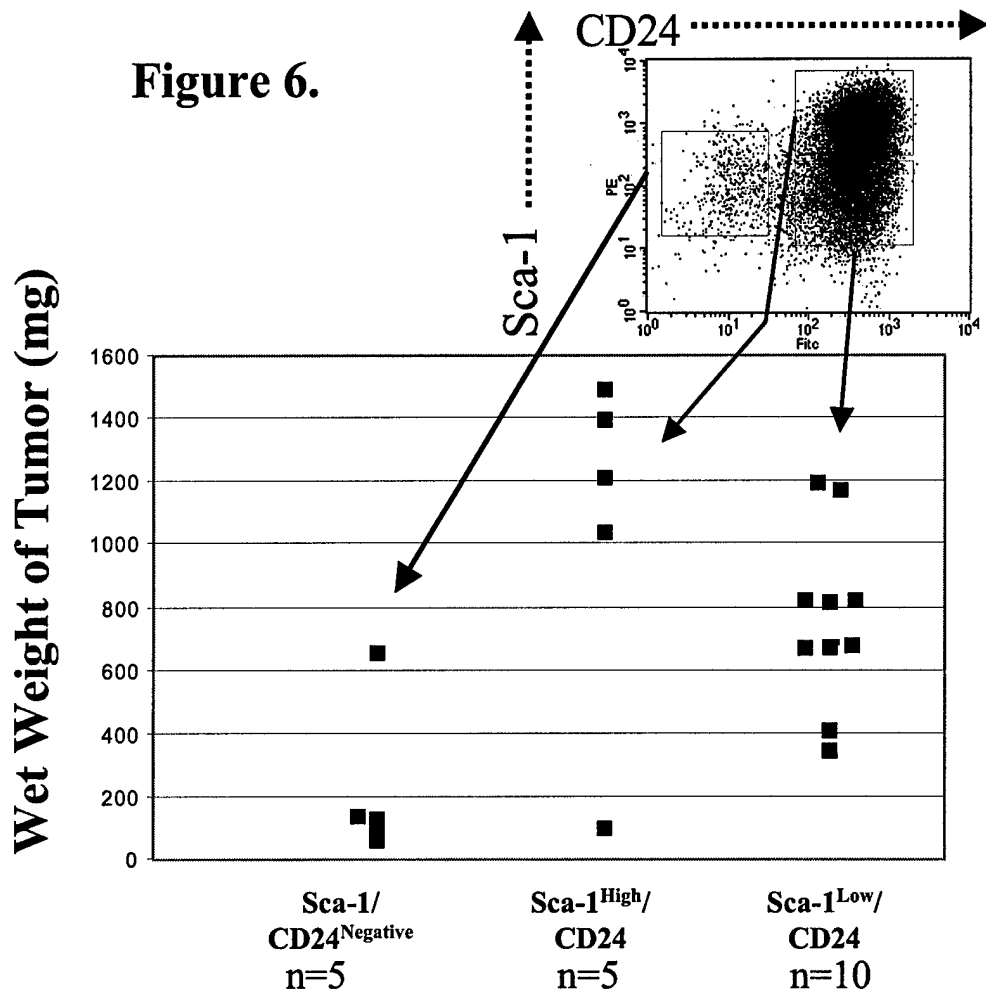 CD24
Figure 6.
Sca-1
10^4
10^3
10^2
10^1
10^0
PE
10^0 10^1 10^2 10^3 10^4
Fitc
Wet Weight of Tumor (mg)
1600
1400
1200
1000
800
600
400
200
0
Sca-1/ Sca-1^High/ Sca-1^Low/
CD24^Negative CD24 CD24
n=5 n=5 n=10